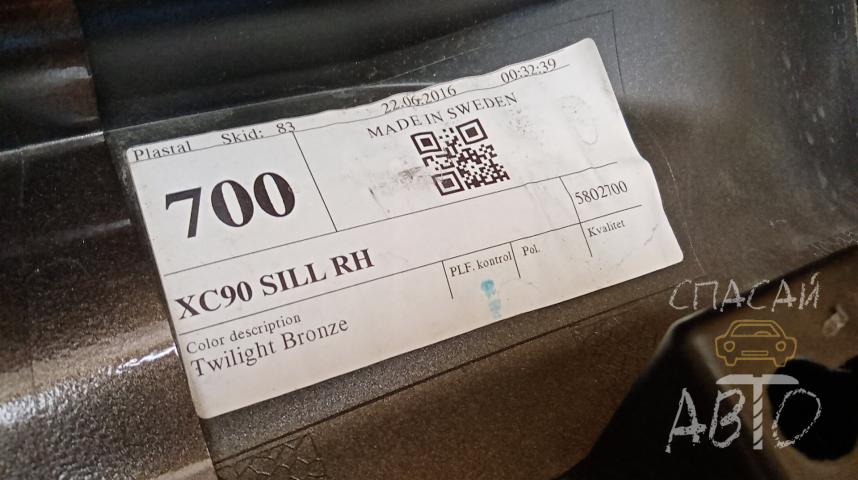 Plastal Skid: 83 22.06.2016 00:32:39
MADE IN SWEDEN
700
5802700
XC90 SILL RH
PLF. kontrol Pol. Kvalitet
Color description
Twilight Bronze
СПАСАЙ
АВТО